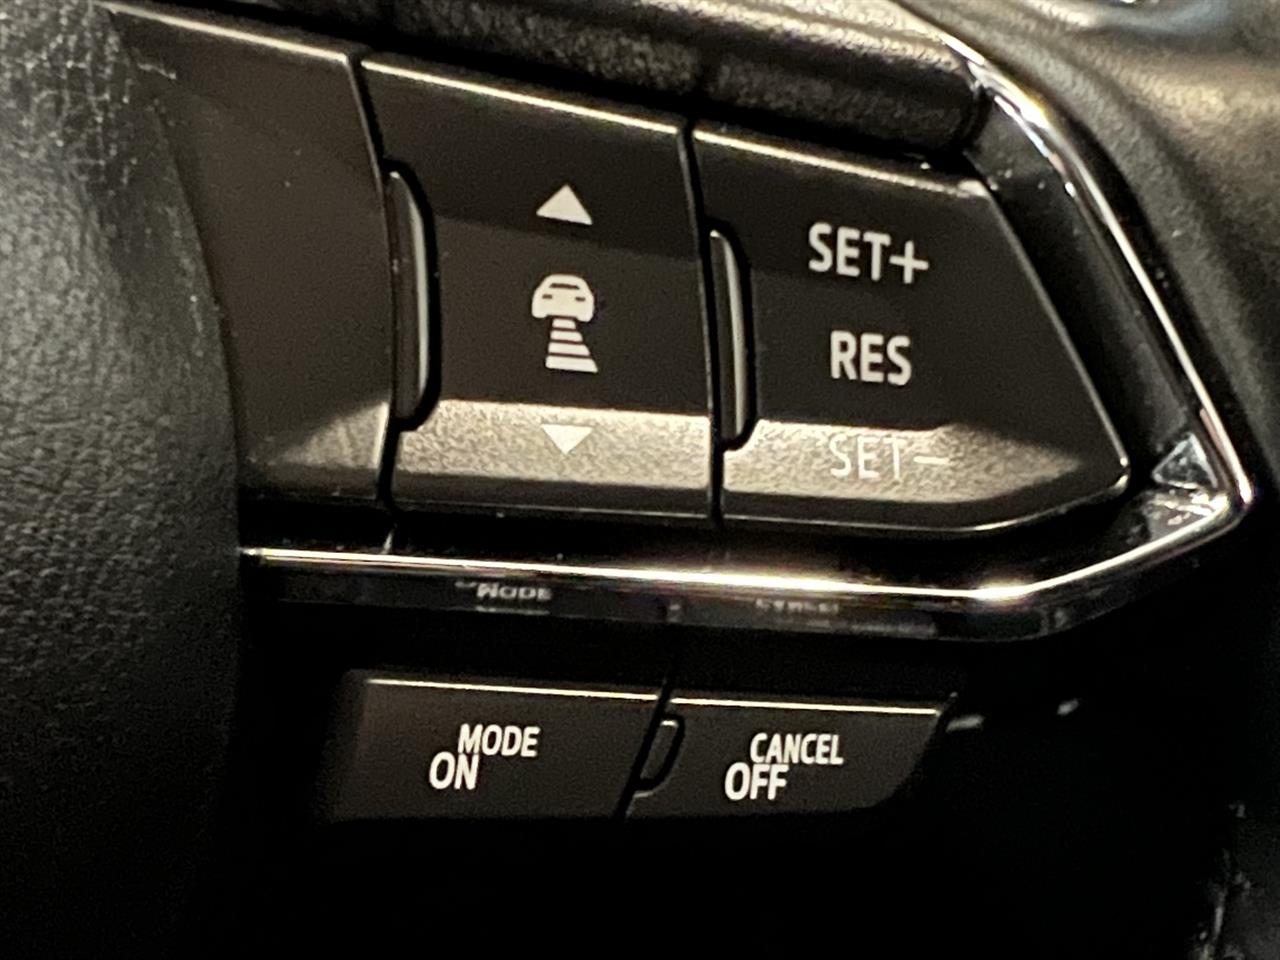 SET+
RES
SET-
MODE
ON
CANCEL
OFF